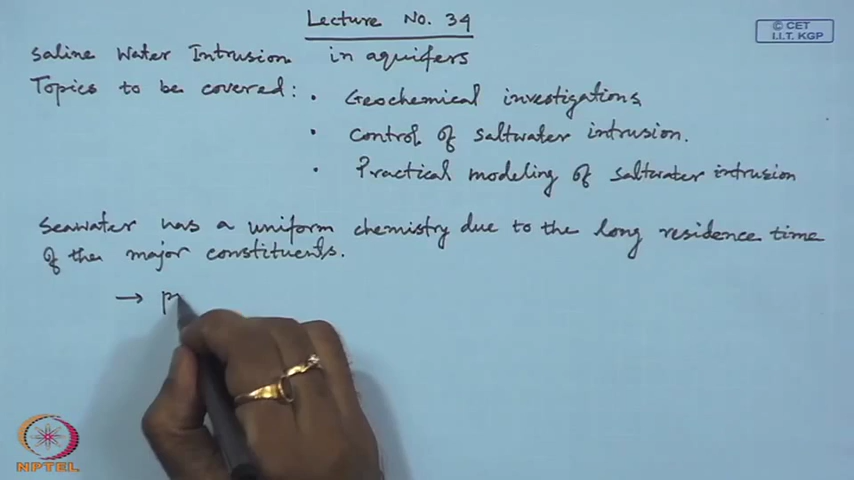 Lecture No. 34
© CET
I.I.T. KGP
Saline Water Intrusion in aquifers
Topics to be covered: • Geochemical investigations
• Control of saltwater intrusion.
• Practical modeling of saltwater intrusion
Seawater has a uniform chemistry due to the long residence time
of the major constituents.
→
NPTEL